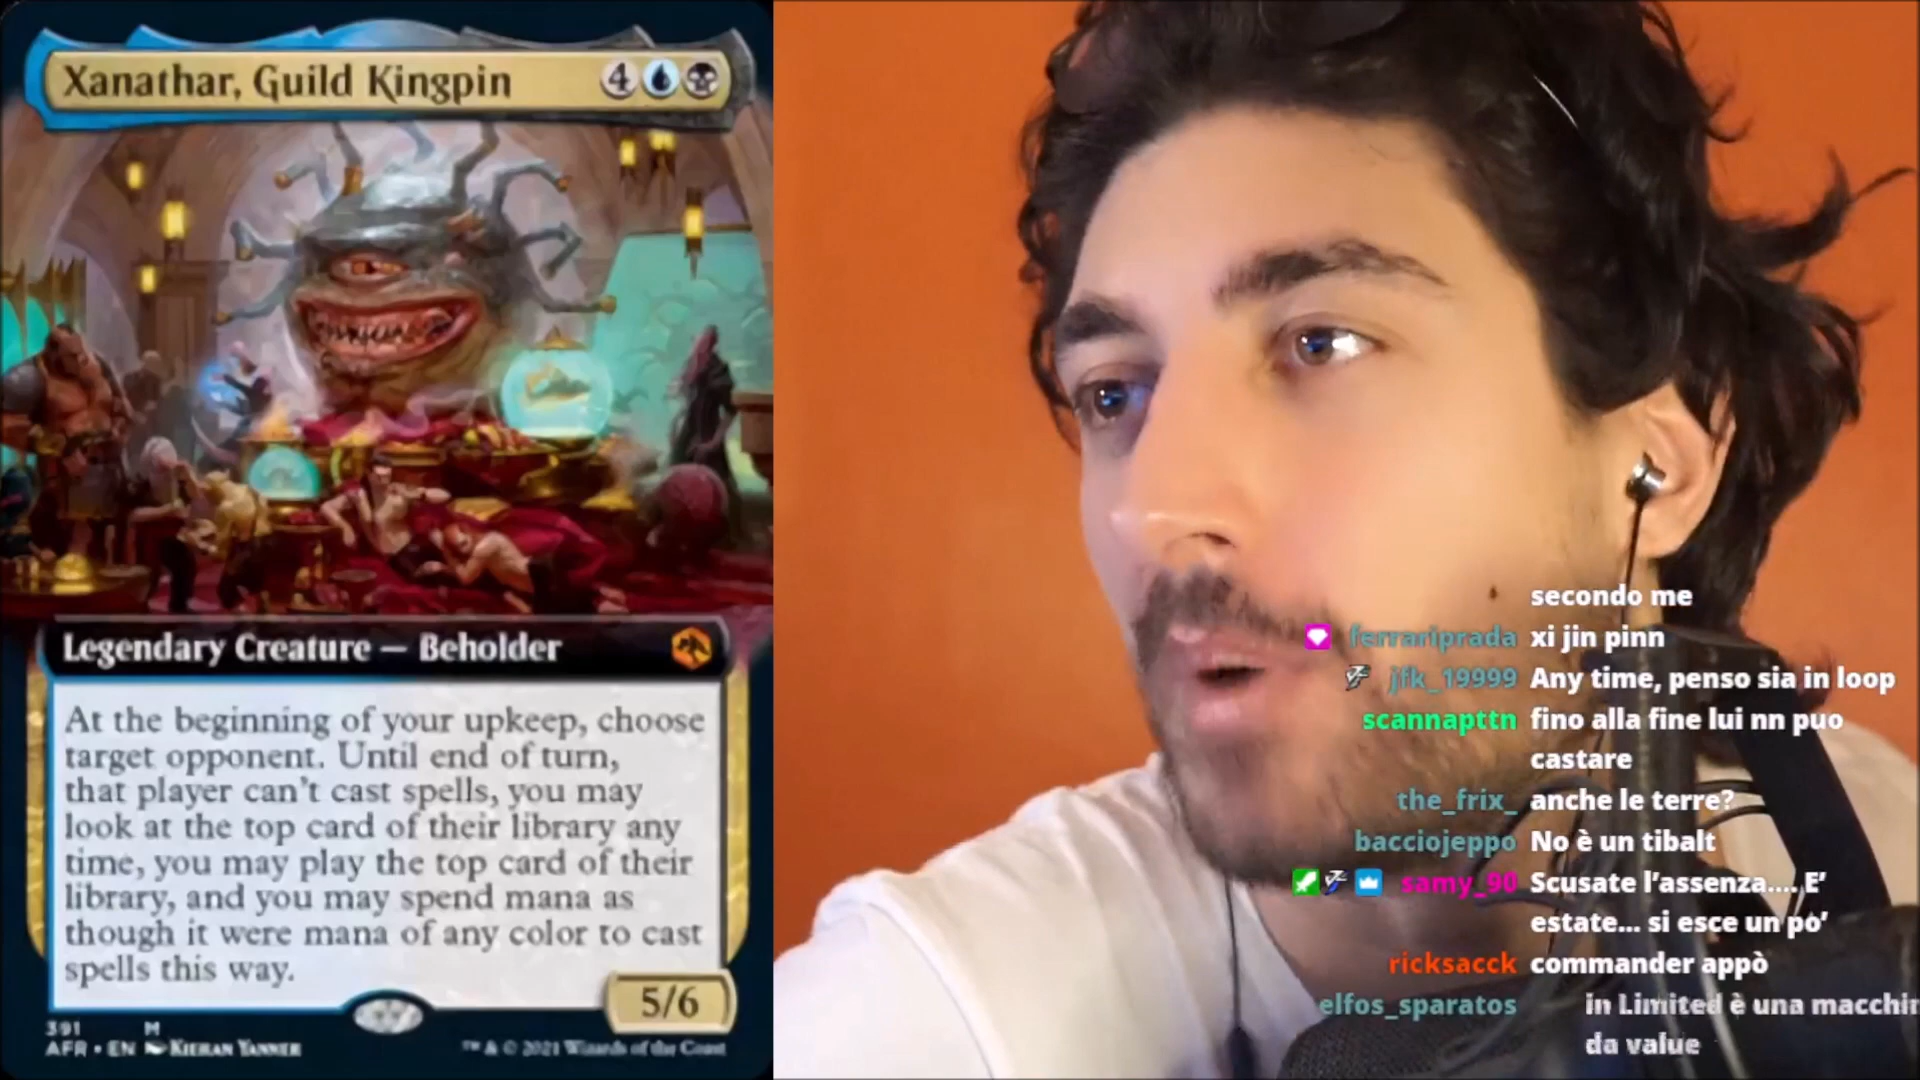 Xanathar, Guild Kingpin 4
Legendary Creature — Beholder
At the beginning of your upkeep, choose
target opponent. Until end of turn,
that player can't cast spells, you may
look at the top card of their library any
time, you may play the top card of their
library, and you may spend mana as
though it were mana of any color to cast
spells this way.
5/6
391 M
AFR • EN Kieran Yanner
™ & © 2021 Wizards of the Coast
secondo me
ferrariprada xi jin pinn
jfk_19999 Any time, penso sia in loop
scannapttn fino alla fine lui nn puo
castare
the_frix_ anche le terre?
bacciojeppo No è un tibalt
samy_90 Scusate l'assenza.... E'
estate... si esce un po'
ricksacck commander appò
elfos_sparatos in Limited è una macchin
da value